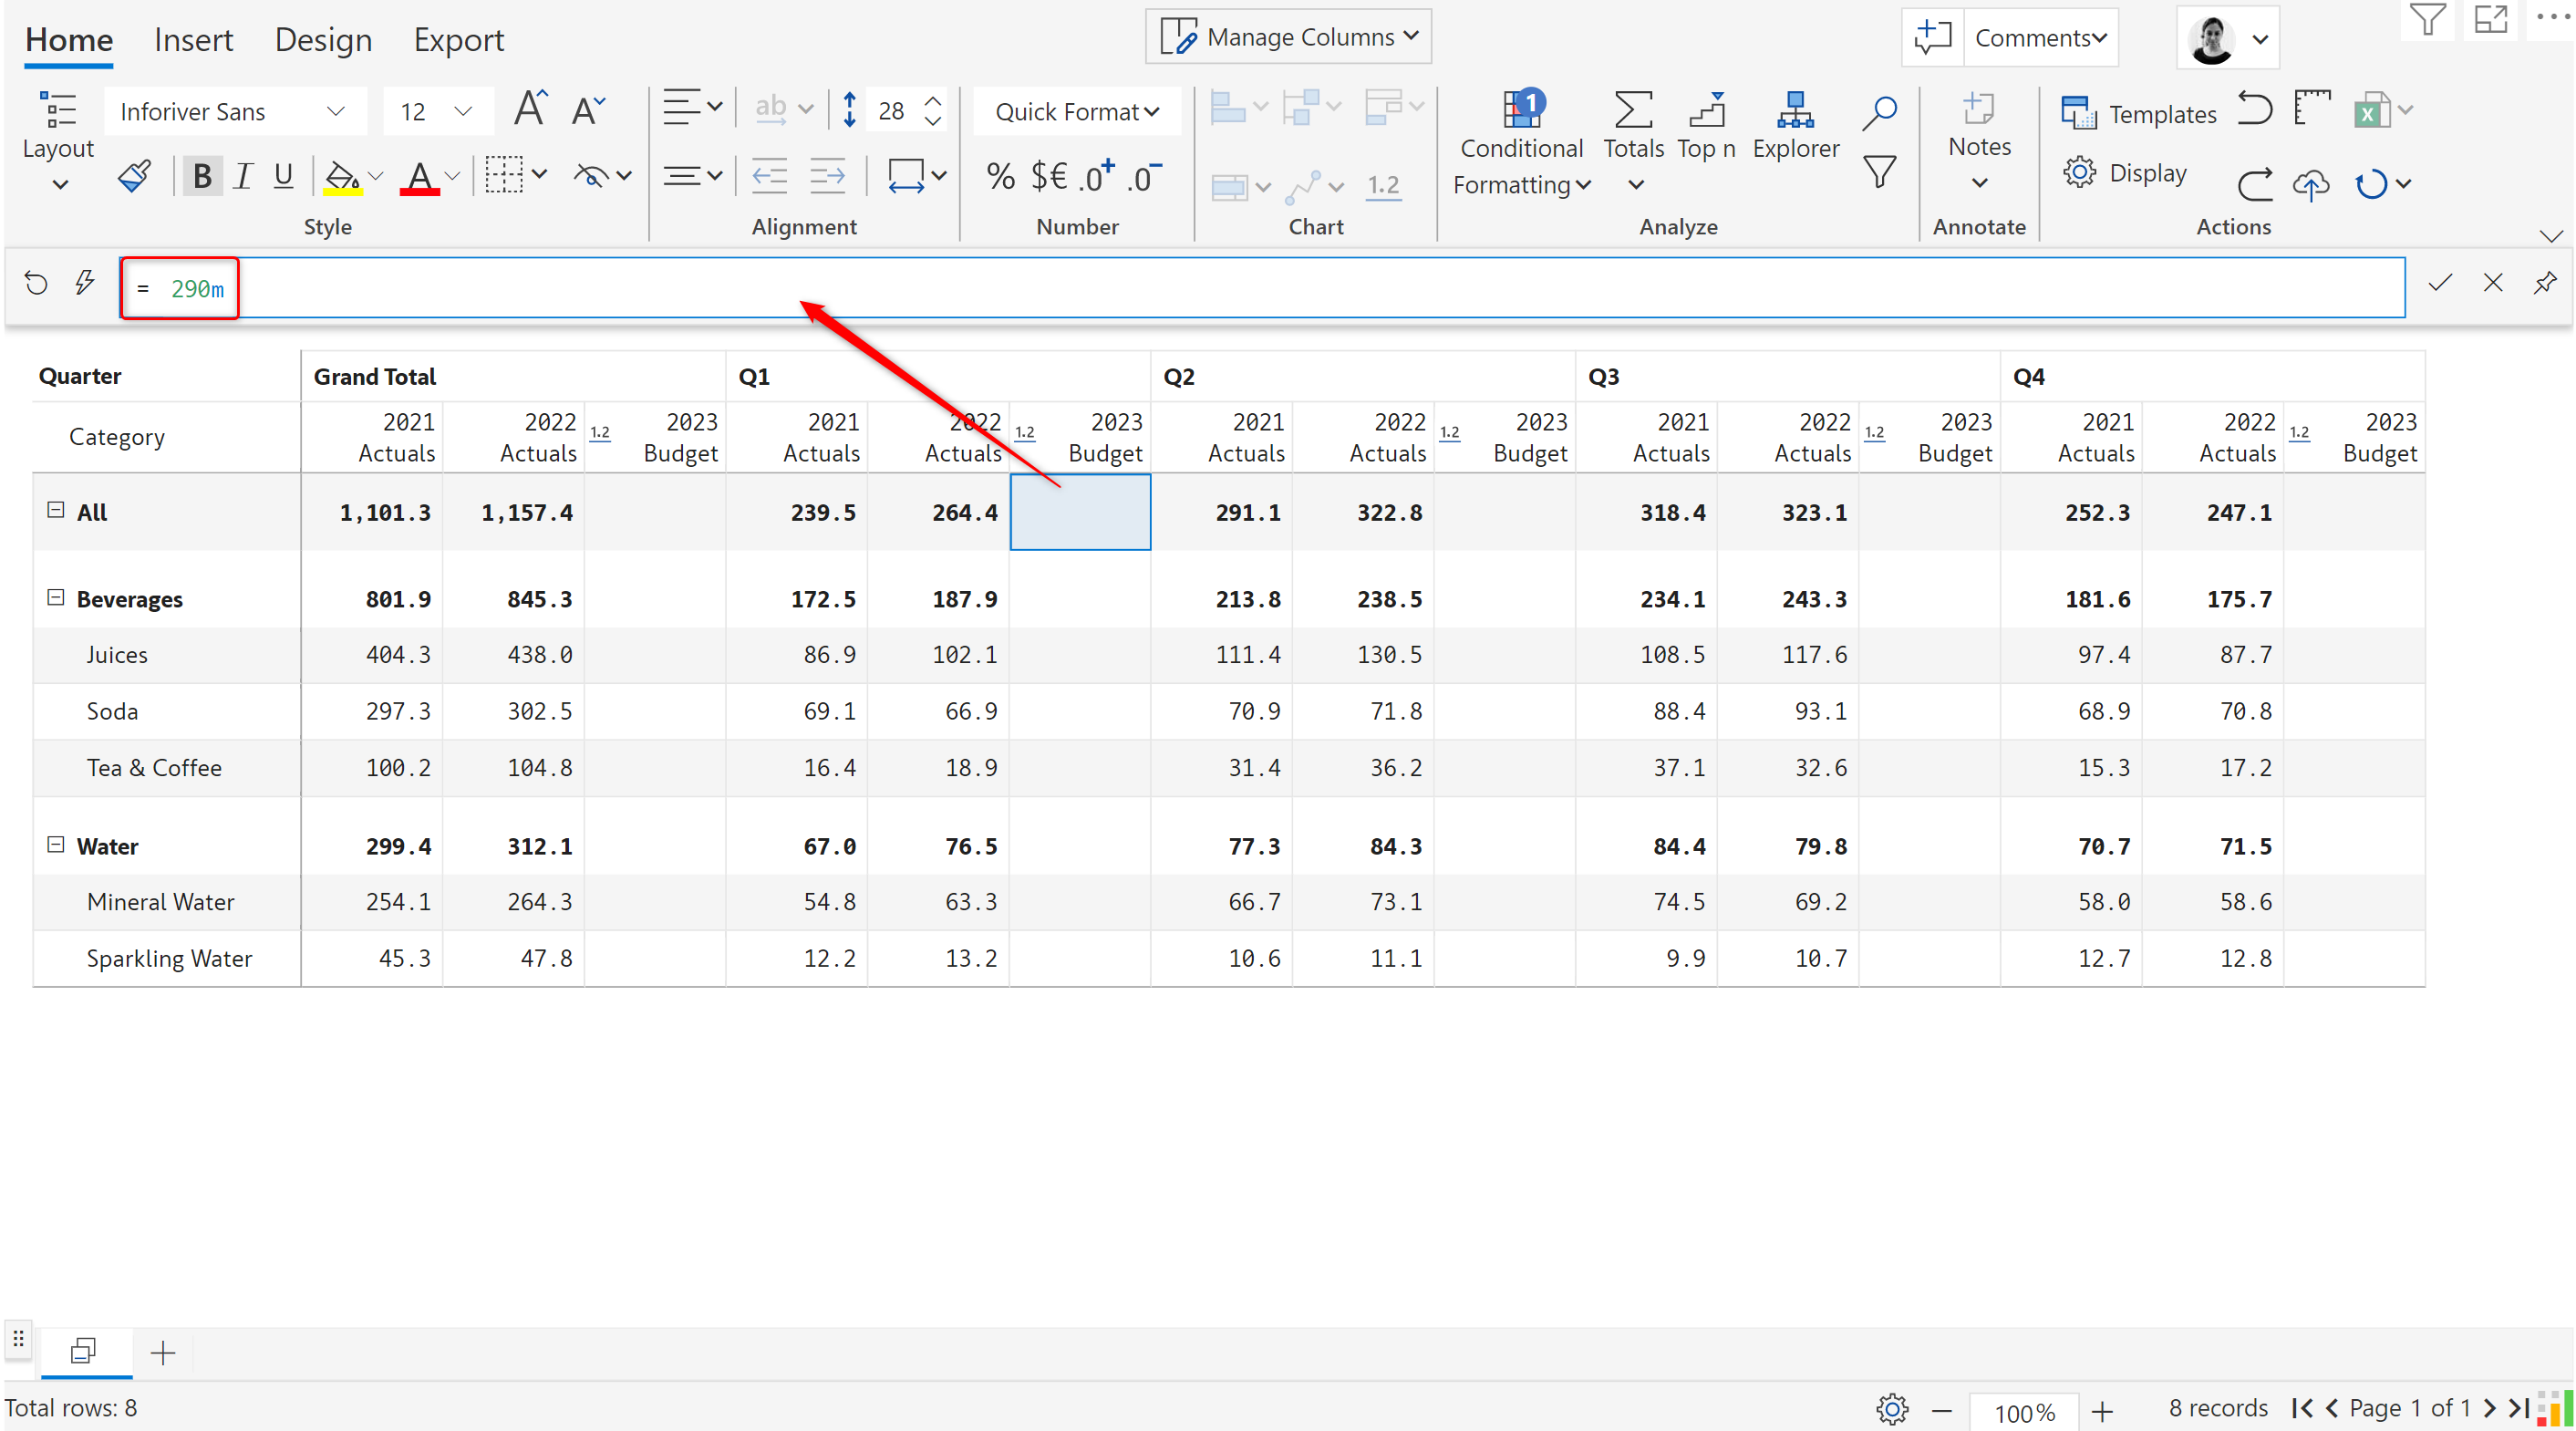 Home Insert Design Export Manage Columns Comments
Inforiver Sans 12 A A ab 28 Quick Format 1 Templates X
Layout Conditional Totals Top n Explorer Notes
B I U A % $€ .0+ .0- 1.2 Formatting Display
Style Alignment Number Chart Analyze Annotate Actions
= 290m
Quarter Grand Total Q1 Q2 Q3 Q4
Category 2021 Actuals 2022 Actuals 1.2 2023 Budget 2021 Actuals 2022 Actuals 1.2 2023 Budget 2021 Actuals 2022 Actuals 1.2 2023 Budget 2021 Actuals 2022 Actuals 1.2 2023 Budget 2021 Actuals 2022 Actuals 1.2 2023 Budget
All 1,101.3 1,157.4 239.5 264.4 291.1 322.8 318.4 323.1 252.3 247.1
Beverages 801.9 845.3 172.5 187.9 213.8 238.5 234.1 243.3 181.6 175.7
Juices 404.3 438.0 86.9 102.1 111.4 130.5 108.5 117.6 97.4 87.7
Soda 297.3 302.5 69.1 66.9 70.9 71.8 88.4 93.1 68.9 70.8
Tea & Coffee 100.2 104.8 16.4 18.9 31.4 36.2 37.1 32.6 15.3 17.2
Water 299.4 312.1 67.0 76.5 77.3 84.3 84.4 79.8 70.7 71.5
Mineral Water 254.1 264.3 54.8 63.3 66.7 73.1 74.5 69.2 58.0 58.6
Sparkling Water 45.3 47.8 12.2 13.2 10.6 11.1 9.9 10.7 12.7 12.8
Total rows: 8 100% 8 records Page 1 of 1